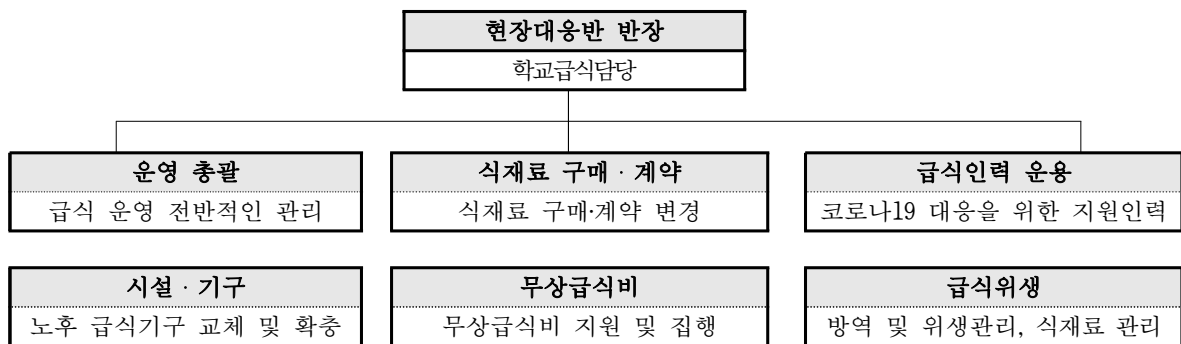 현장대응반 반장
학교급식담당
운영 총괄
급식 운영 전반적인 관리
식재료 구매 · 계약
식재료 구매·계약 변경
급식인력 운용
코로나19 대응을 위한 지원인력
시설 · 기구
노후 급식기구 교체 및 확충
무상급식비
무상급식비 지원 및 집행
급식위생
방역 및 위생관리, 식재료 관리